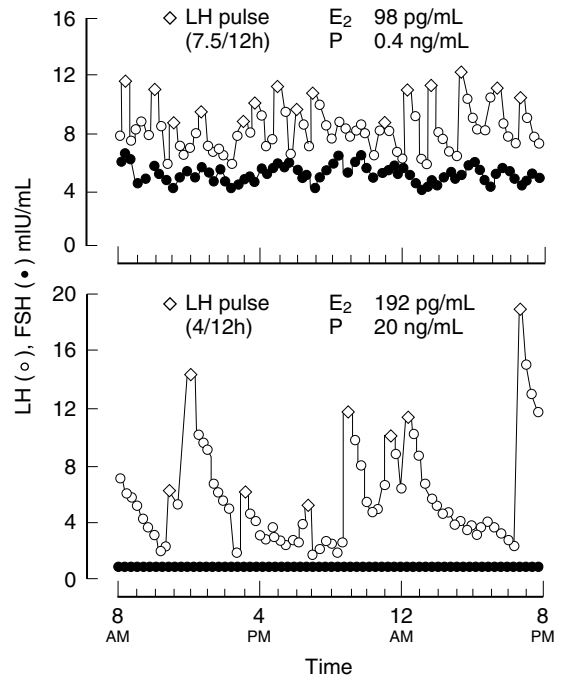 16
12
8
4
0
◇ LH pulse
(7.5/12h)
E₂ 98 pg/mL
P 0.4 ng/mL
LH (○), FSH (●) mIU/mL
20
16
12
8
4
0
◇ LH pulse
(4/12h)
E₂ 192 pg/mL
P 20 ng/mL
8 4 12 8
AM PM AM PM
Time